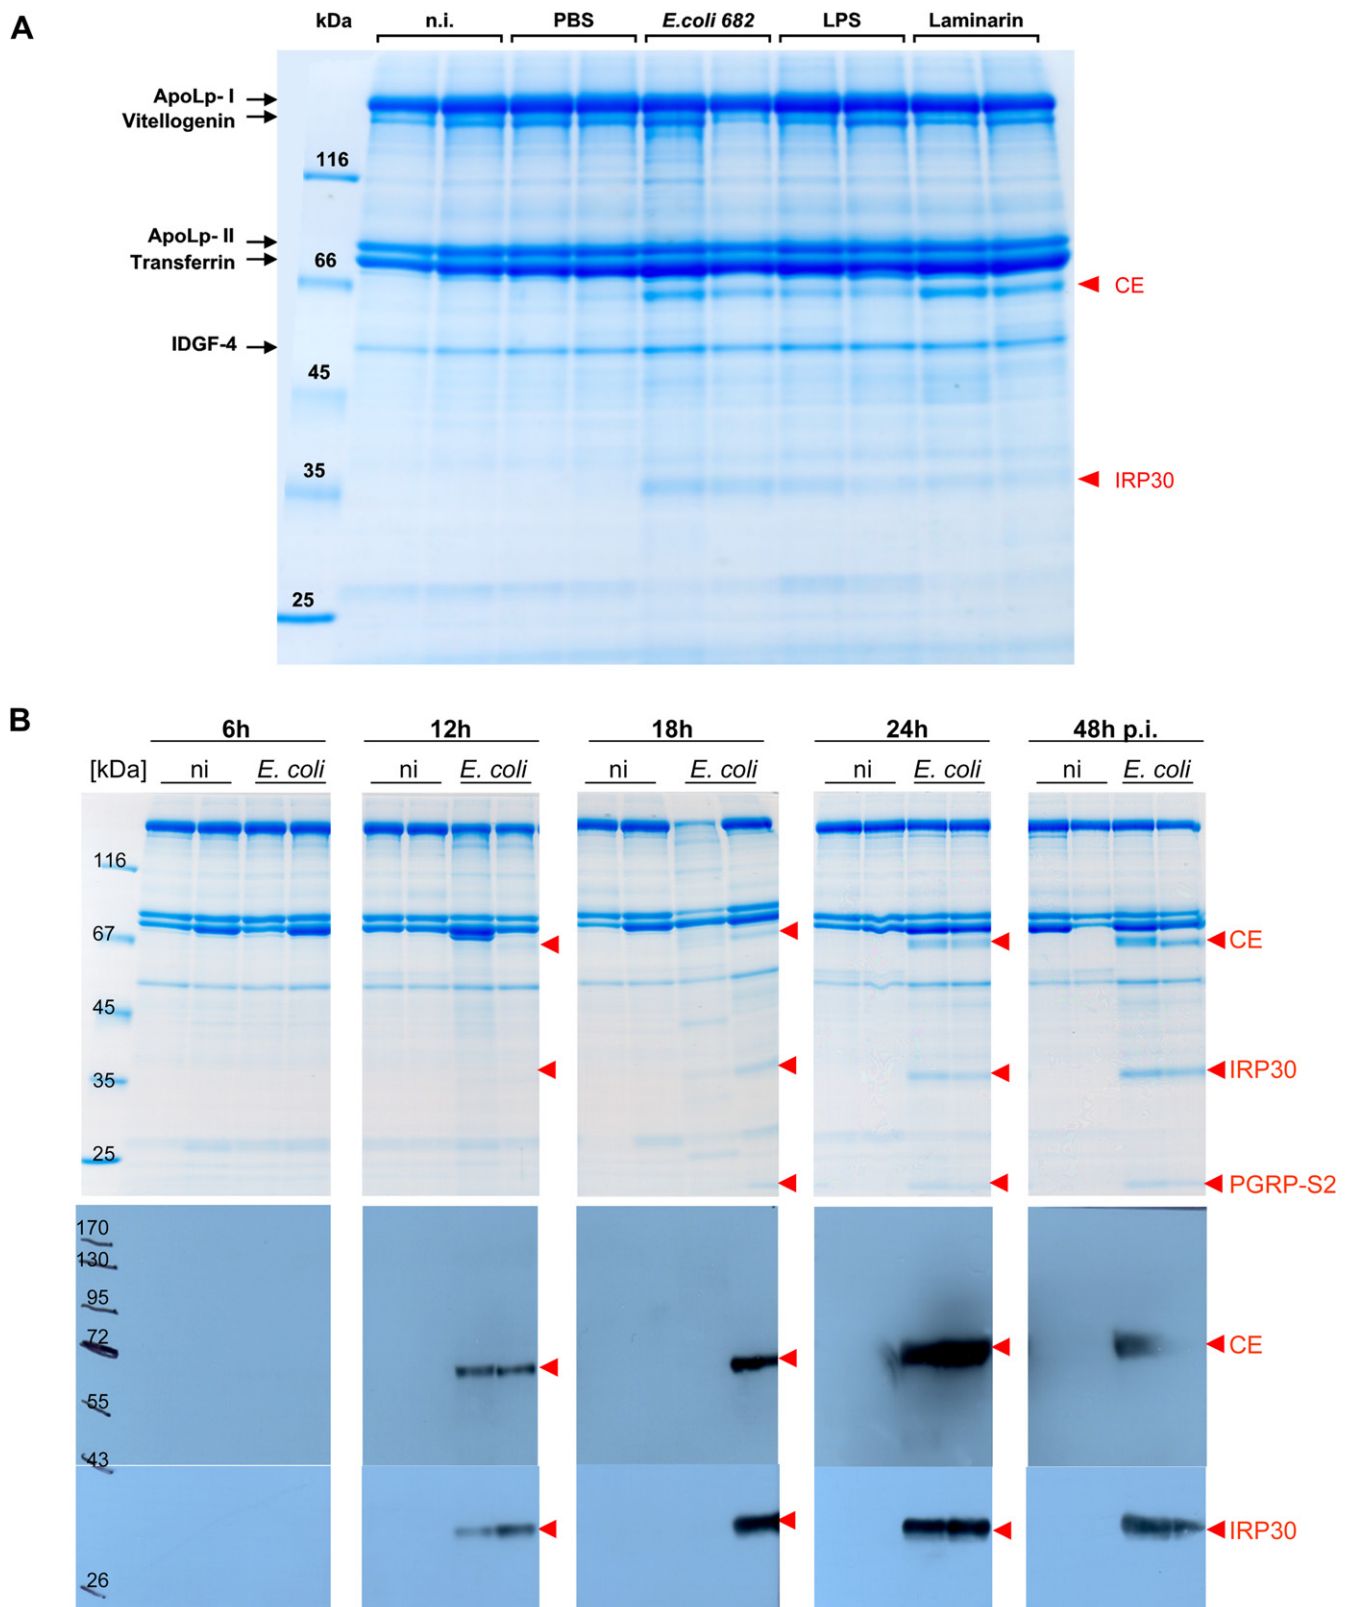 A
kDa n.i. PBS E.coli 682 LPS Laminarin
ApoLp- I
Vitellogenin
116
ApoLp- II
Transferrin
66
CE
IDGF-4
45
35
IRP30
25
B
6h 12h 18h 24h 48h p.i.
[kDa] ni E. coli ni E. coli ni E. coli ni E. coli ni E. coli
116
67
CE
45
IRP30
35
25
PGRP-S2
170
130
95
72
CE
55
43
IRP30
26